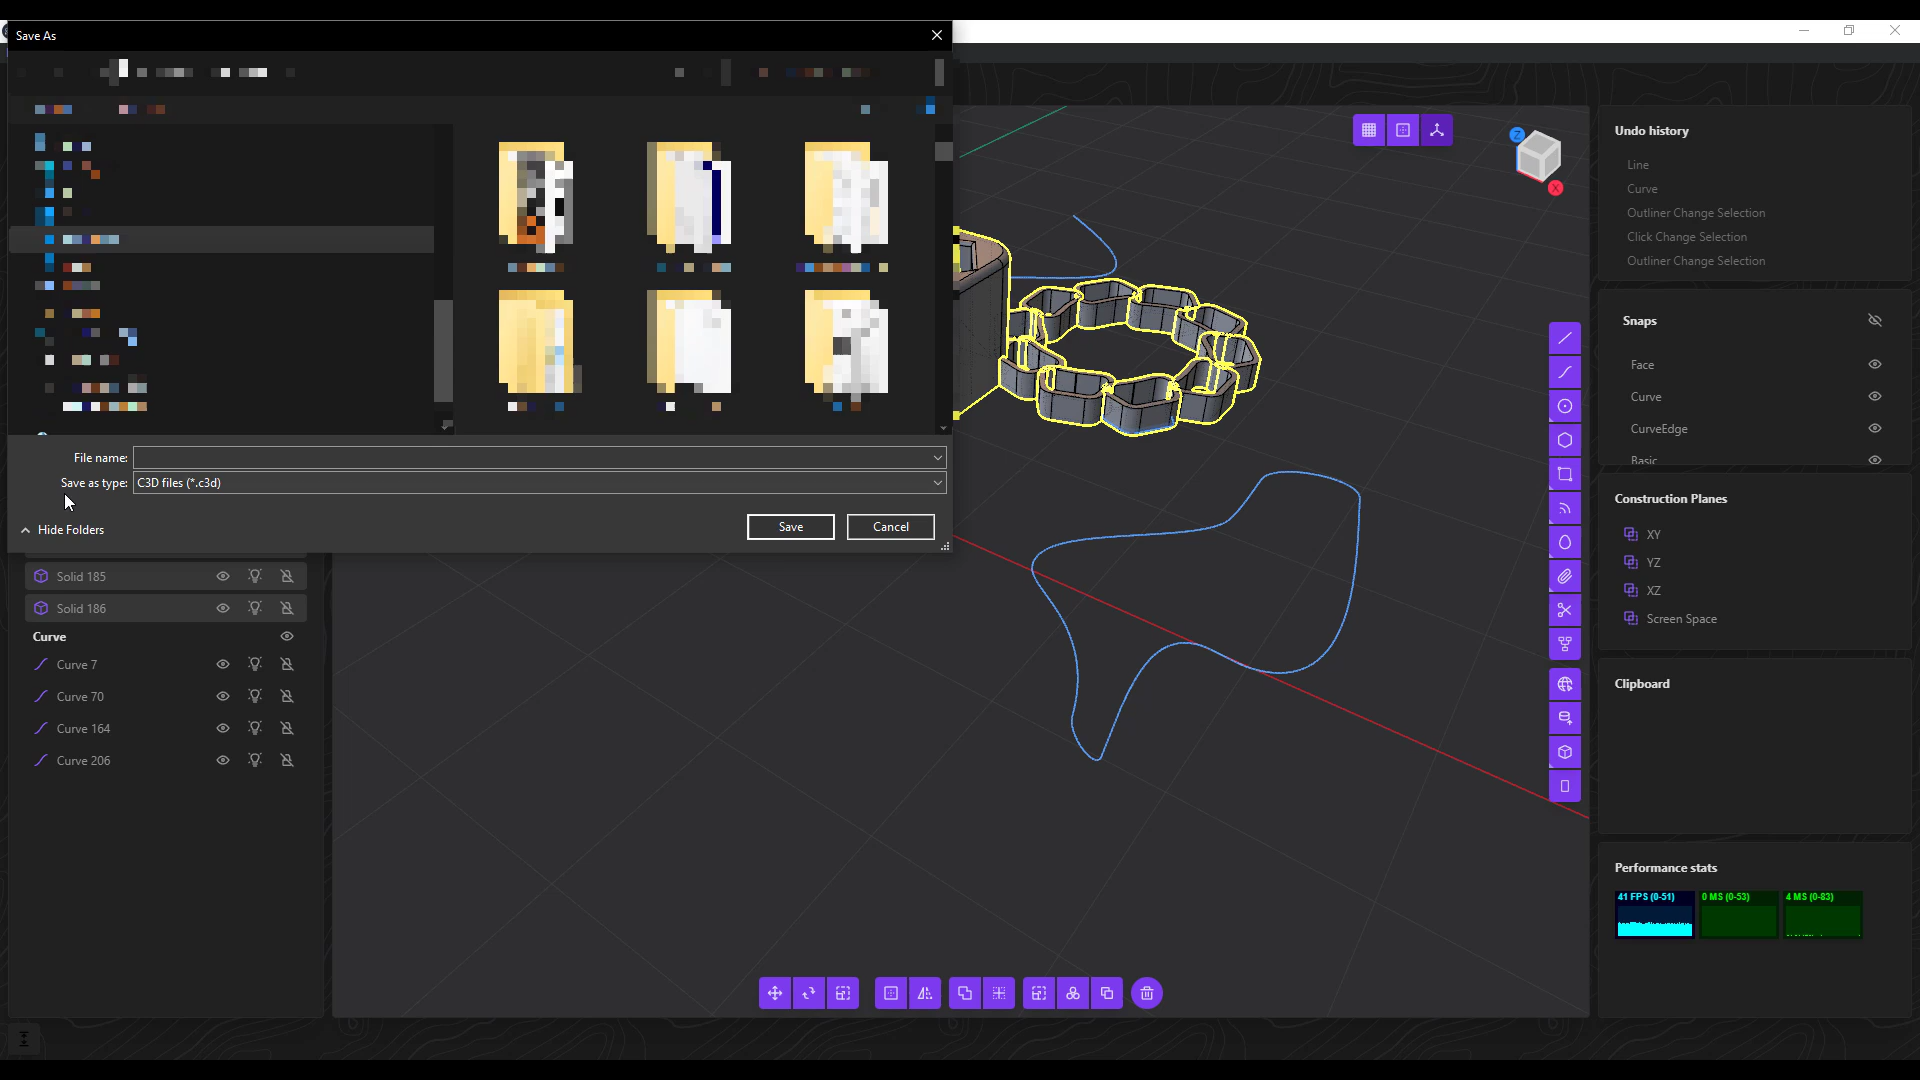 Save As
File name:
Save as type: C3D files (*.c3d)
Hide Folders
Save
Cancel
Solid 185
Solid 186
Curve
Curve 7
Curve 70
Curve 164
Curve 206
Z
X
Undo history
Line
Curve
Outliner Change Selection
Click Change Selection
Outliner Change Selection
Snaps
Face
Curve
CurveEdge
Basic
Construction Planes
XY
YZ
XZ
Screen Space
Clipboard
Performance stats
41 FPS (0-51)
0 MS (0-53)
4 MS (0-83)